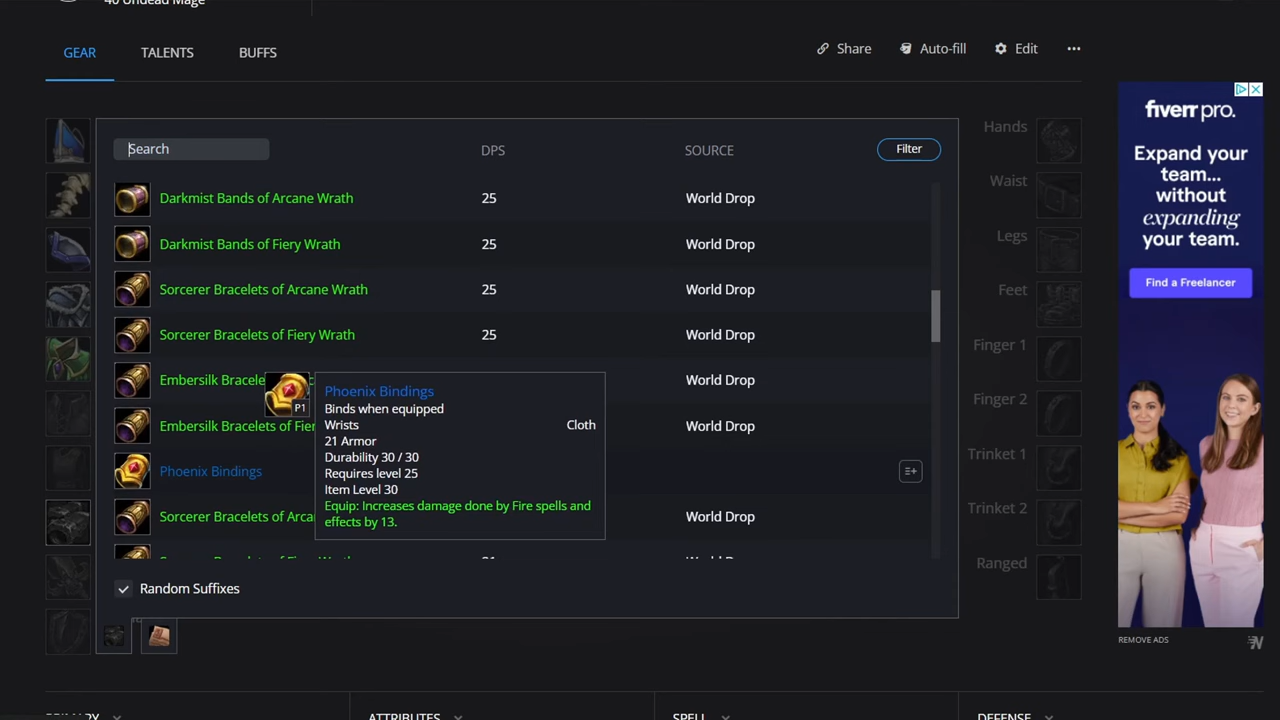 40 Undead Mage
GEAR
TALENTS
BUFFS
Share
Auto-fill
Edit
Search
DPS
SOURCE
Filter
Darkmist Bands of Arcane Wrath 25 World Drop
Darkmist Bands of Fiery Wrath 25 World Drop
Sorcerer Bracelets of Arcane Wrath 25 World Drop
Sorcerer Bracelets of Fiery Wrath 25 World Drop
Embersilk Bracele World Drop
Embersilk Bracelets of Fier World Drop
Phoenix Bindings
Sorcerer Bracelets of Arca World Drop
P1
Phoenix Bindings
Binds when equipped
Wrists Cloth
21 Armor
Durability 30 / 30
Requires level 25
Item Level 30
Equip: Increases damage done by Fire spells and
effects by 13.
Random Suffixes
Hands
Waist
Legs
Feet
Finger 1
Finger 2
Trinket 1
Trinket 2
Ranged
fiverr pro.
Expand your
team...
without
expanding
your team.
Find a Freelancer
REMOVE ADS
ATTRIBUTES
SPELL
DEFENSE